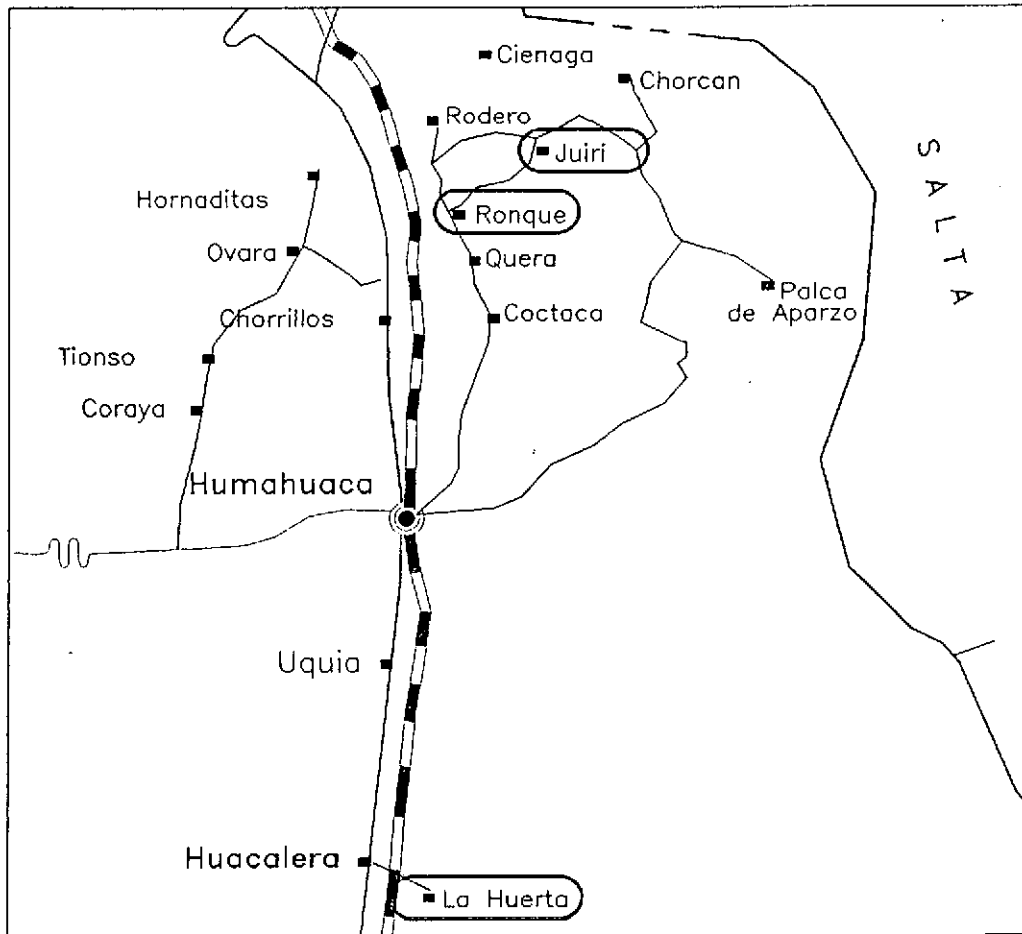 Cienaga
Chorcan
Rodero
Juiri
Hornaditas
Ronque
SALTA
Ovara
Quera
Palca
de Aparzo
Chorrillos
Coctaca
Tionso
Coraya
Humahuaca
Uquia
Huacalera
La Huerta